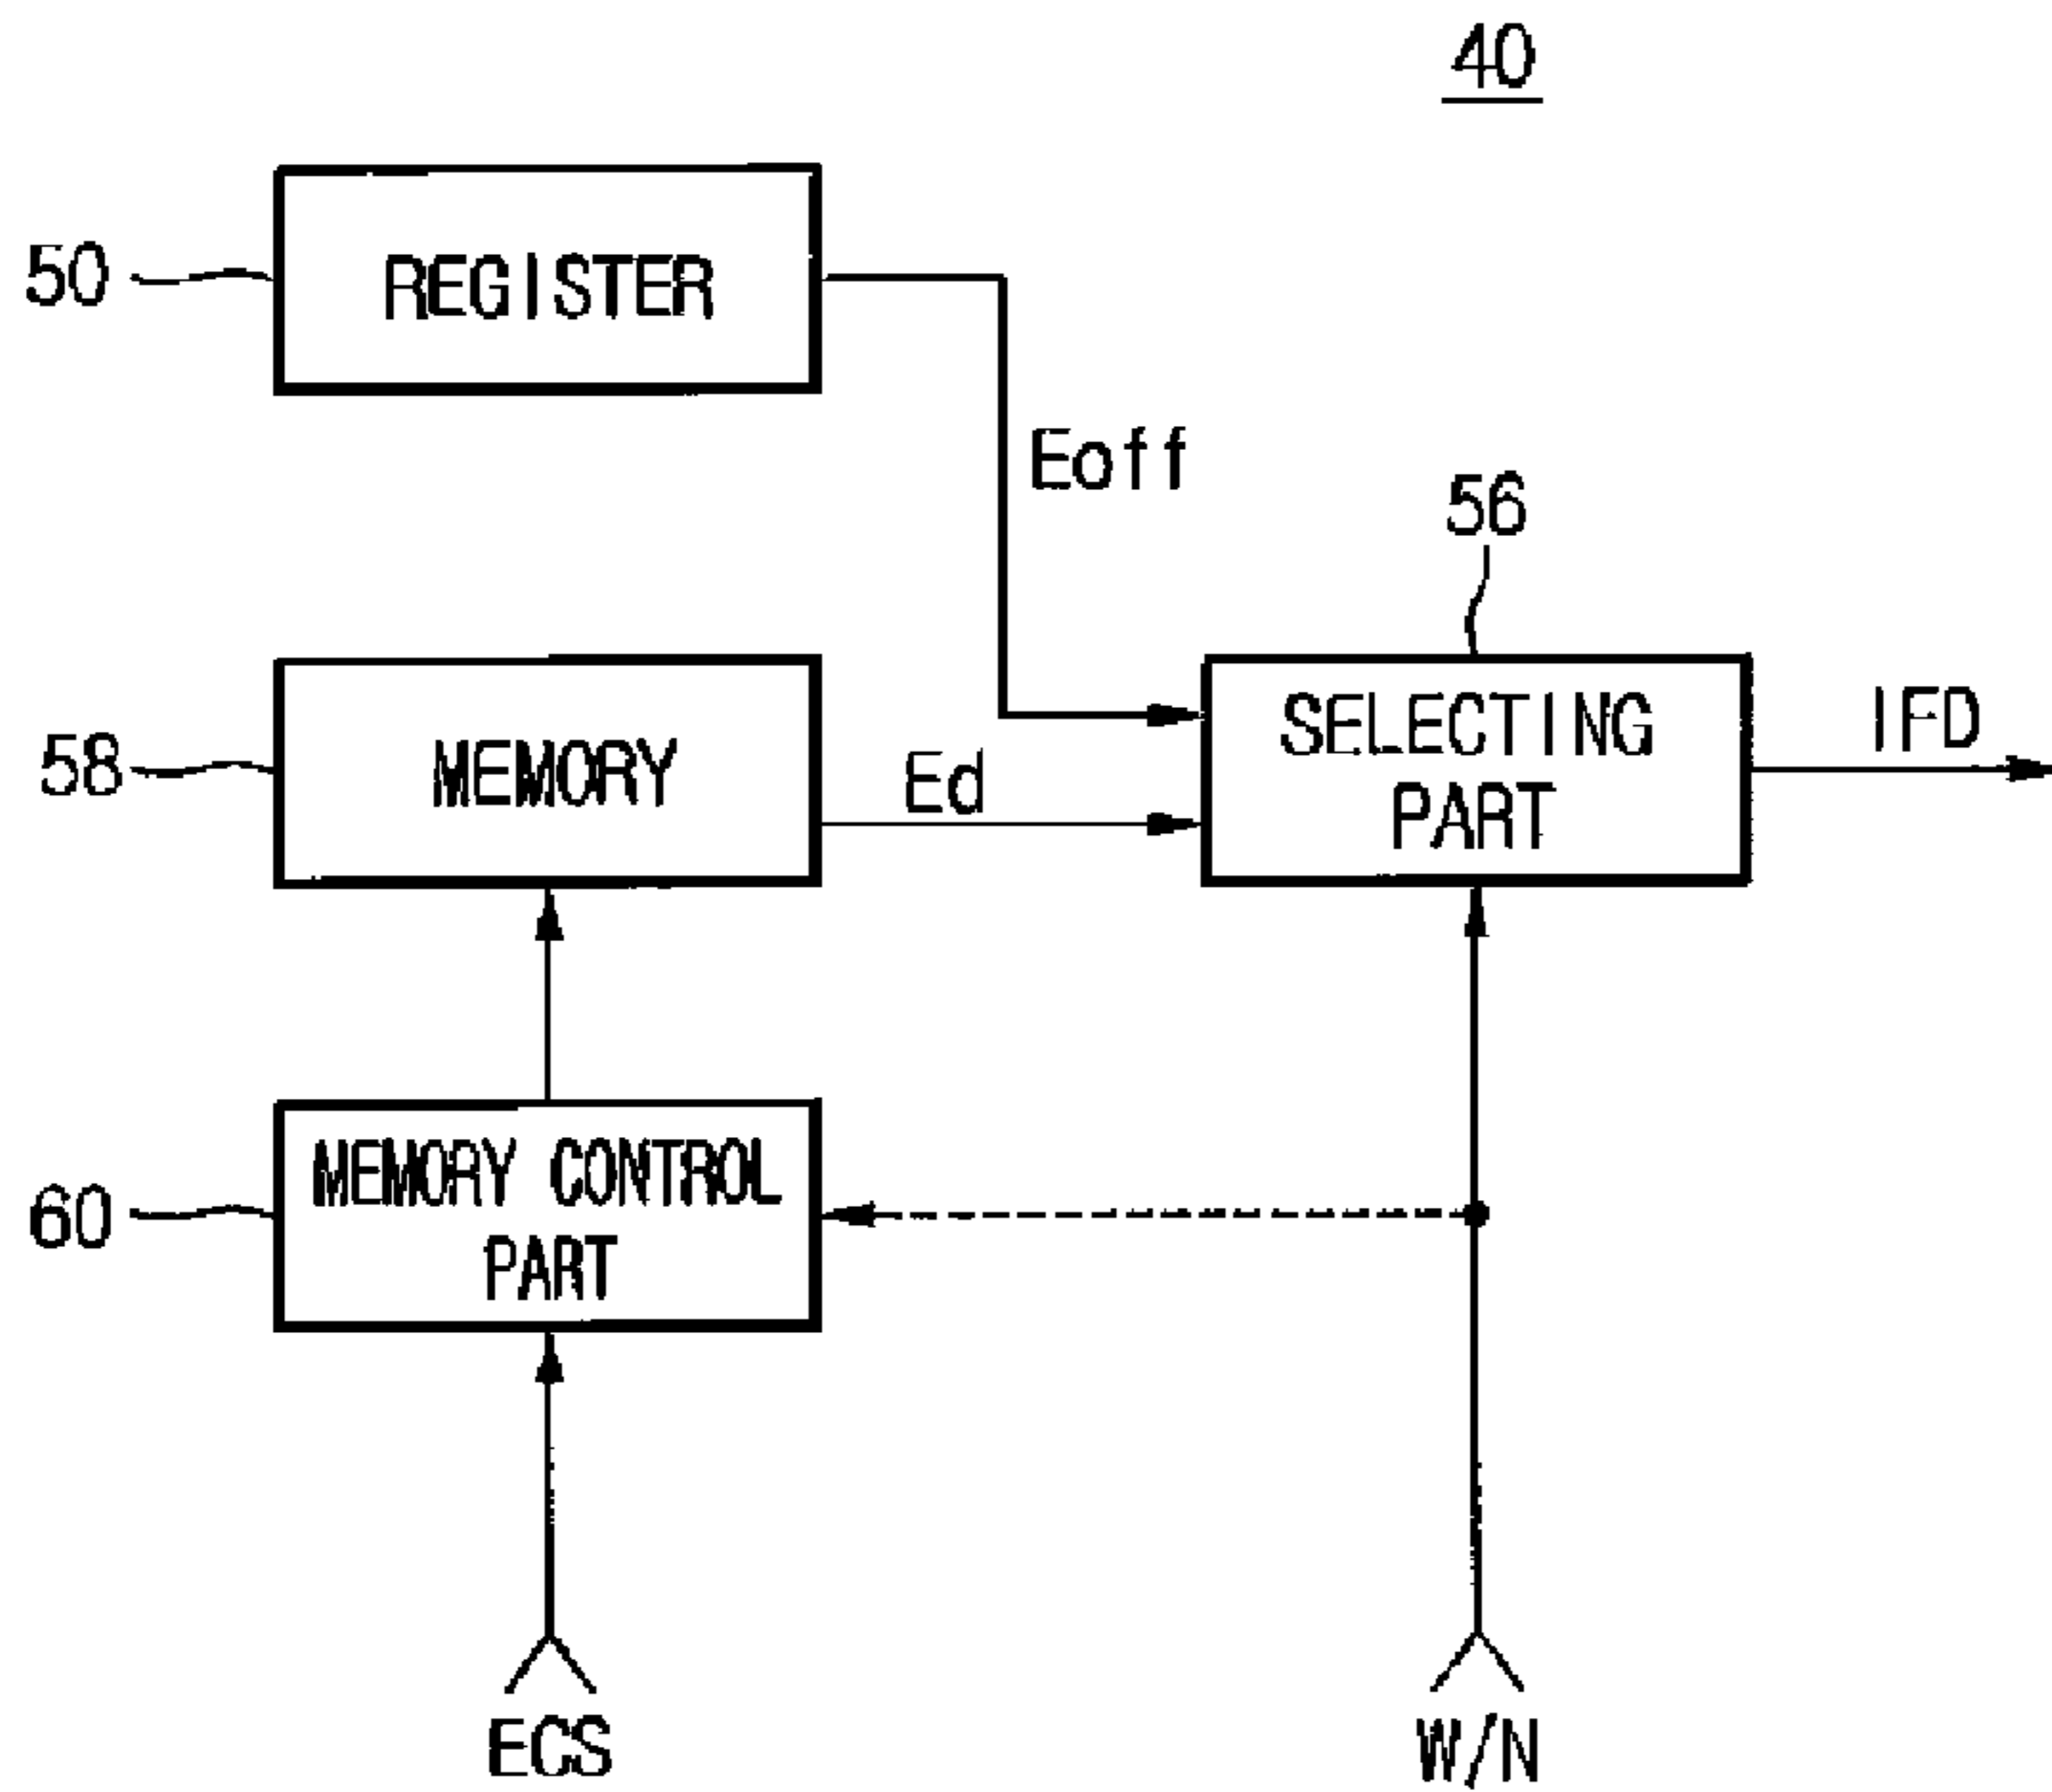 40
50
REGISTER
Eoff
56
58
MEMORY
Ed
SELECTING
PART
IFD
60
MEMORY CONTROL
PART
ECS
W/N